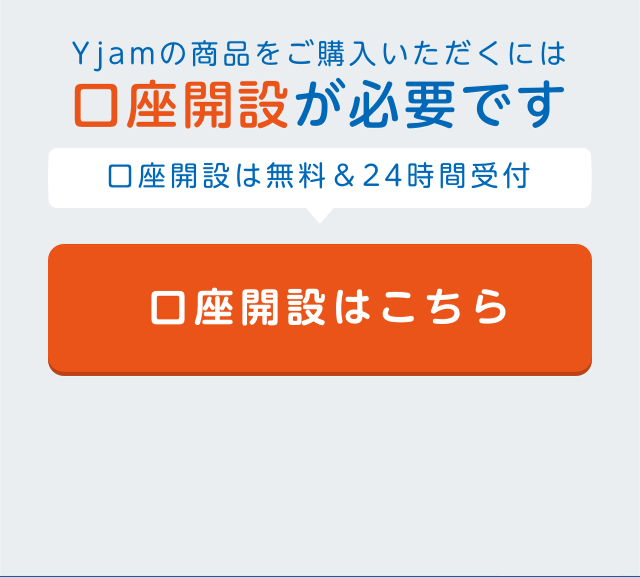 Yjamの商品をご購入いただくには
口座開設が必要です
口座開設は無料＆24時間受付
口座開設はこちら